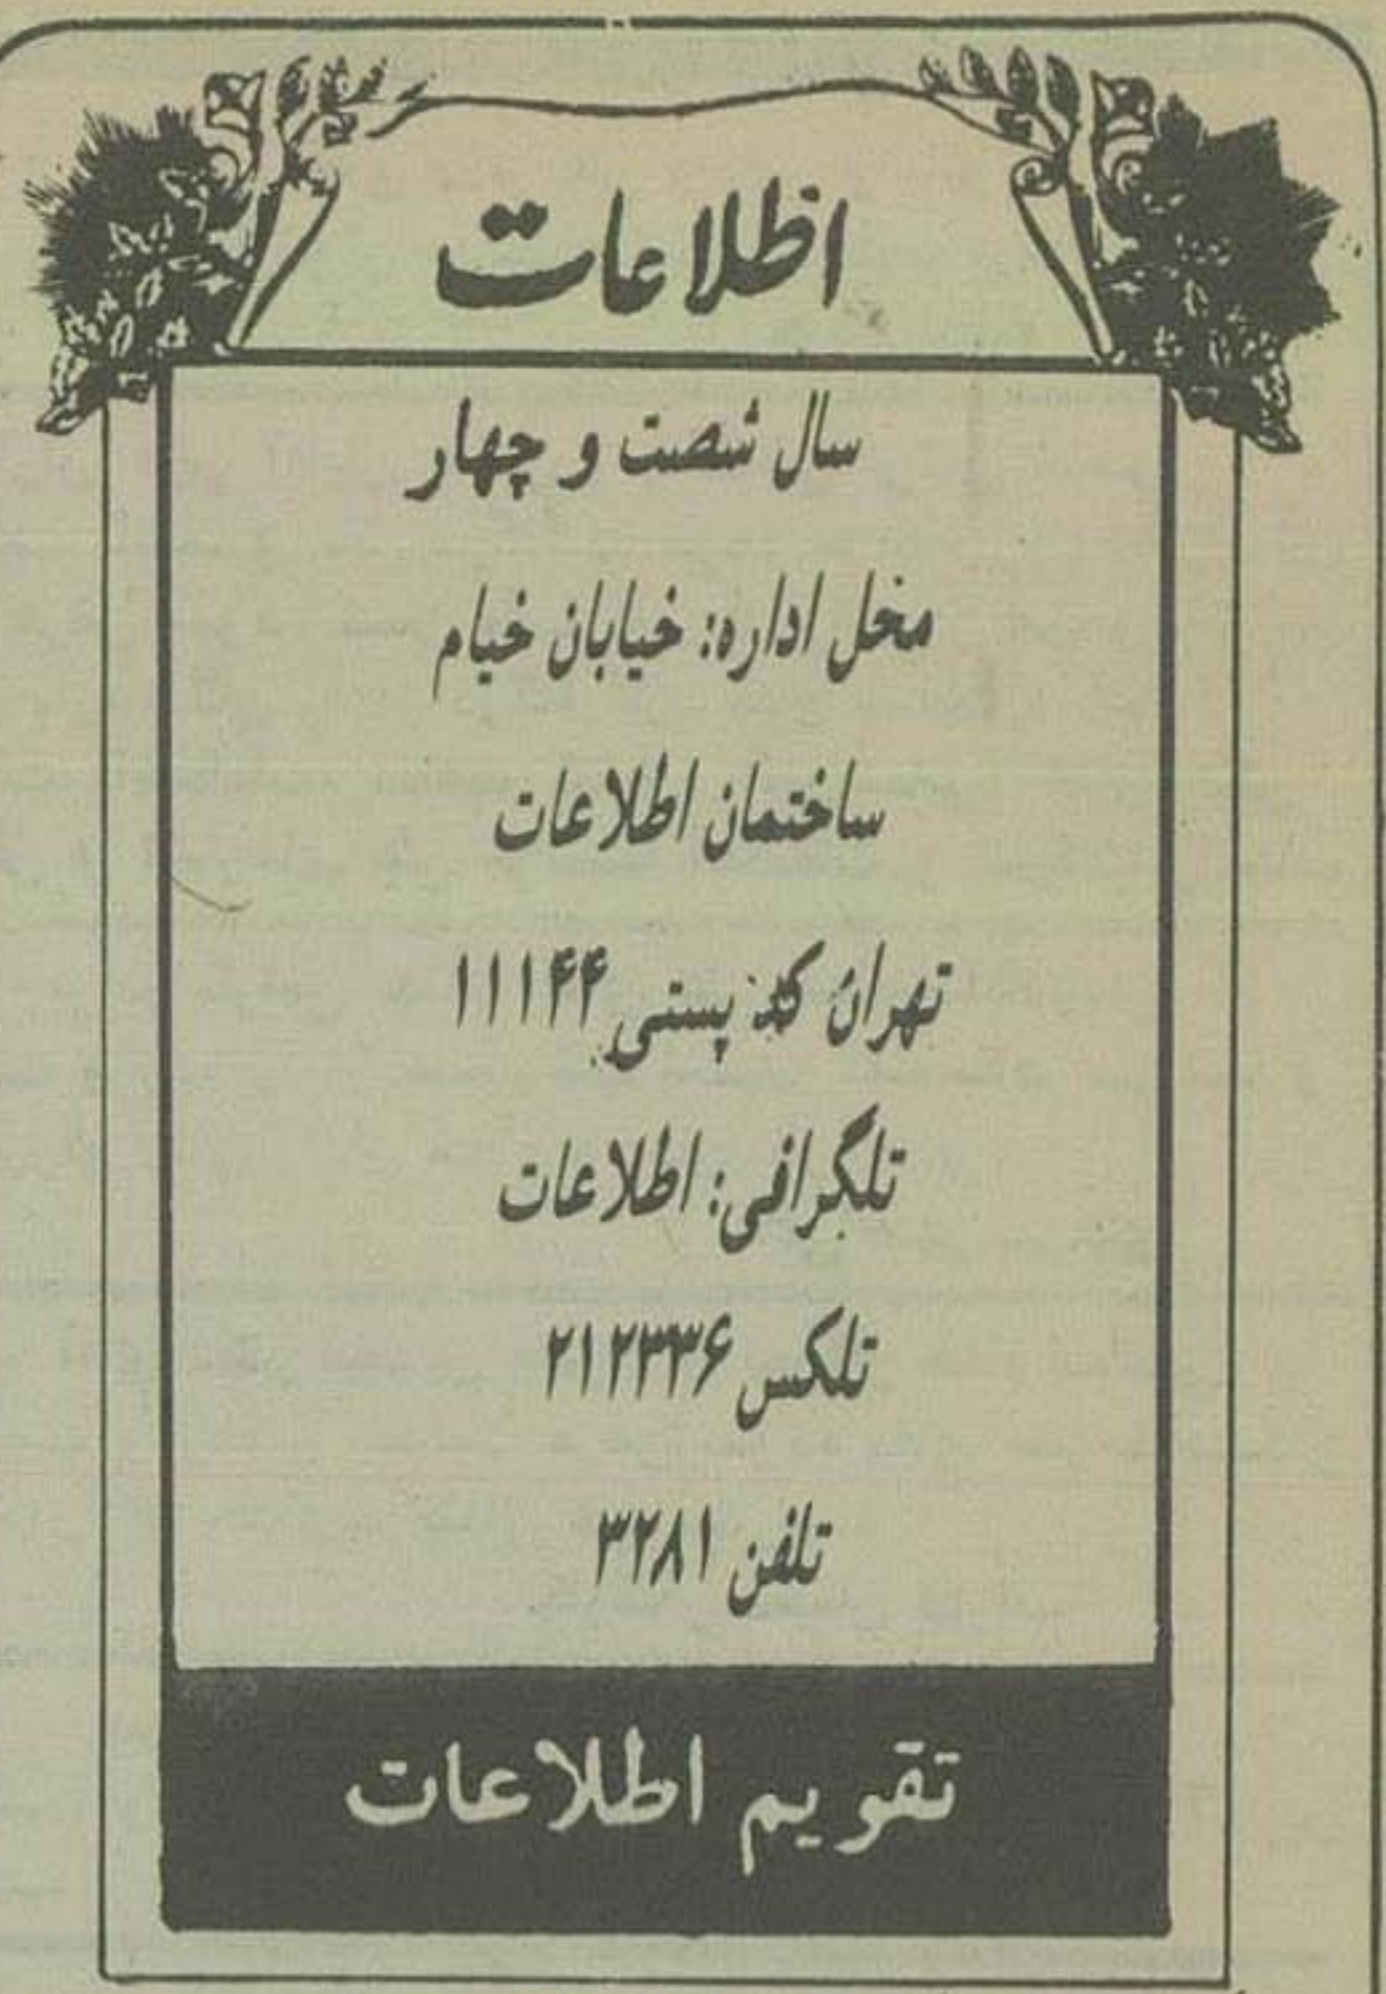 اطلاعات
سال شصت و چهار
محل اداره: خیابان خیام
ساختمان اطلاعات
تهران کد پستی ۱۱۱۴۴
تلگرافی: اطلاعات
تلکس ۲۱۲۳۳۶
تلفن ۳۲۸۱
تقویم اطلاعات